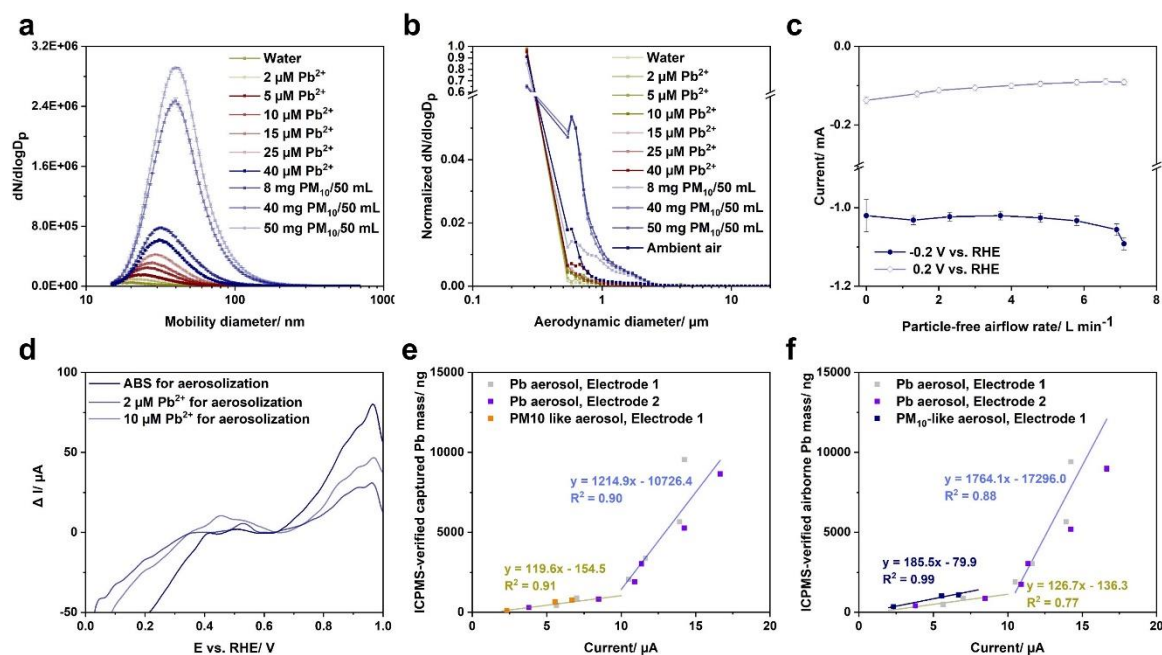 a
dN/dlogDp
3.2E+06
2.4E+06
1.6E+06
8.0E+05
0.0E+00
Water
2 µM Pb²⁺
5 µM Pb²⁺
10 µM Pb²⁺
15 µM Pb²⁺
25 µM Pb²⁺
40 µM Pb²⁺
8 mg PM₁₀/50 mL
40 mg PM₁₀/50 mL
50 mg PM₁₀/50 mL
10 100 1000
Mobility diameter/ nm
b
Normalized dN/dlogDp
1.0
0.9
0.8
0.7
0.6
0.5
0.04
0.02
0.00
Water
2 µM Pb²⁺
5 µM Pb²⁺
10 µM Pb²⁺
15 µM Pb²⁺
25 µM Pb²⁺
40 µM Pb²⁺
8 mg PM₁₀/50 mL
40 mg PM₁₀/50 mL
50 mg PM₁₀/50 mL
Ambient air
0.1 1 10
Aerodynamic diameter/ µm
c
Current/ mA
0.0
-0.2
-1.0
-1.2
-0.2 V vs. RHE
0.2 V vs. RHE
0 2 4 6 8
Particle-free airflow rate/ L min⁻¹
d
Δ I/ µA
100
50
0
-50
ABS for aerosolization
2 µM Pb²⁺ for aerosolization
10 µM Pb²⁺ for aerosolization
0.0 0.2 0.4 0.6 0.8 1.0
E vs. RHE/ V
e
ICPMS-verified captured Pb mass/ ng
15000
10000
5000
0
Pb aerosol, Electrode 1
Pb aerosol, Electrode 2
PM10 like aerosol, Electrode 1
y = 1214.9x - 10726.4
R² = 0.90
y = 119.6x - 154.5
R² = 0.91
0 5 10 15 20
Current/ µA
f
ICPMS-verified airborne Pb mass/ ng
15000
10000
5000
0
Pb aerosol, Electrode 1
Pb aerosol, Electrode 2
PM₁₀-like aerosol, Electrode 1
y = 1764.1x - 17296.0
R² = 0.88
y = 185.5x - 79.9
R² = 0.99
y = 126.7x - 136.3
R² = 0.77
0 5 10 15 20
Current/ µA